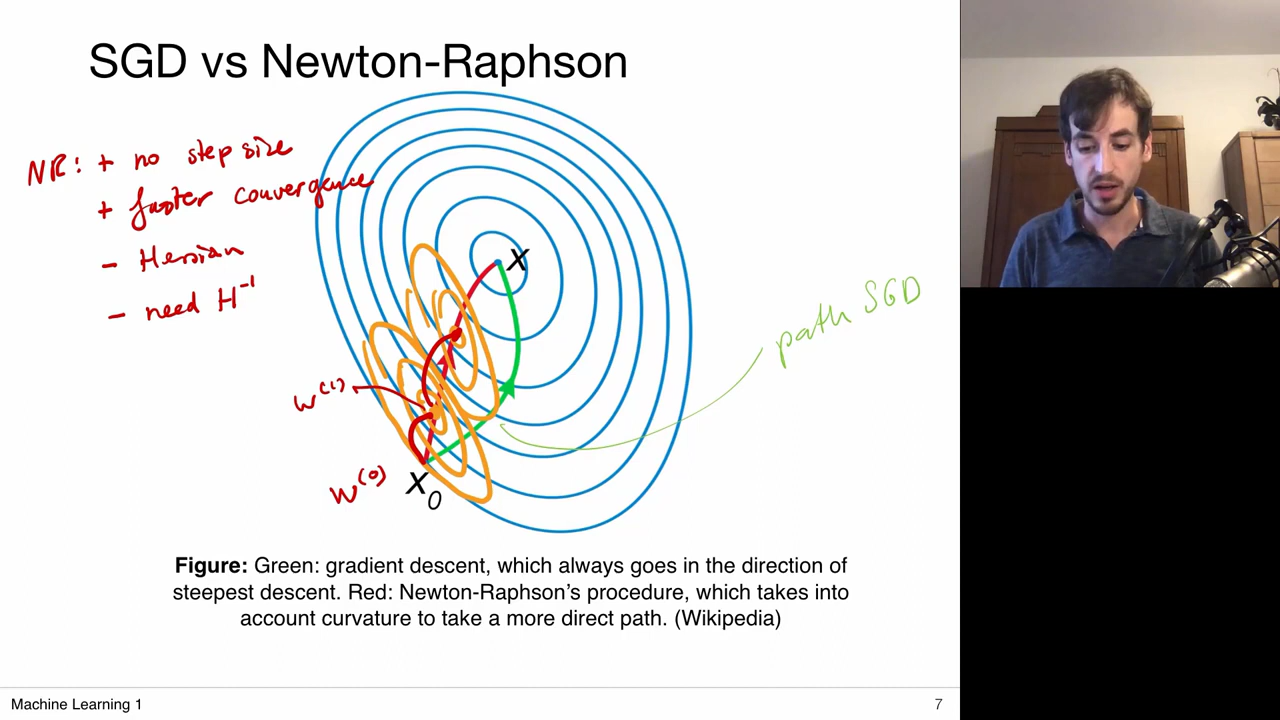 SGD vs Newton-Raphson
NR: + no step size
+ faster convergence
- Hessian
- need H⁻¹
X
path SGD
w⁽¹⁾
w⁽⁰⁾
X₀
Figure: Green: gradient descent, which always goes in the direction of
steepest descent. Red: Newton-Raphson's procedure, which takes into
account curvature to take a more direct path. (Wikipedia)
Machine Learning 1
7